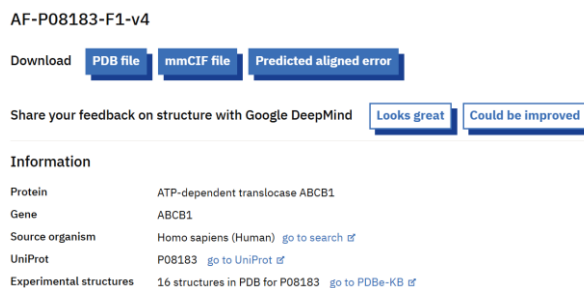 AF-P08183-F1-v4
Download PDB file mmCIF file Predicted aligned error
Share your feedback on structure with Google DeepMind Looks great Could be improved
Information
Protein ATP-dependent translocase ABCB1
Gene ABCB1
Source organism Homo sapiens (Human) go to search
UniProt P08183 go to UniProt
Experimental structures 16 structures in PDB for P08183 go to PDBe-KB